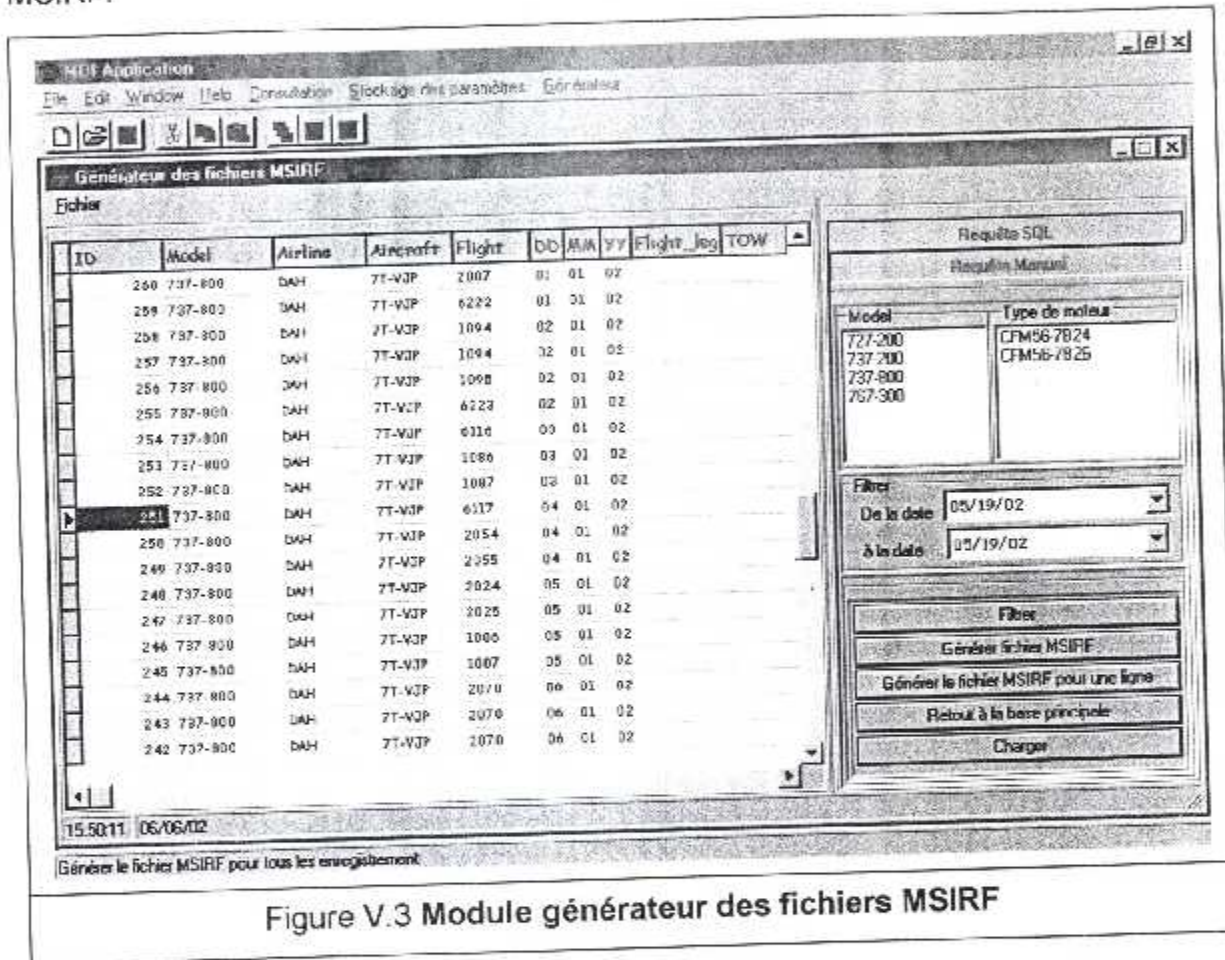 MDF Application
File Edit Window Help Consultation Stockage des paramètres Générateur
Générateur des fichiers MSIRF
Fichier
ID Model Airline Aircraft Flight DD MM YY Flight_leg TOW
260 737-800 DAH 7T-VJP 2007 01 01 02
259 737-800 DAH 7T-VJP 6222 01 01 02
258 737-800 DAH 7T-VJP 1094 02 01 02
257 737-800 DAH 7T-VJP 1094 02 01 02
256 737-800 DAH 7T-VJP 02 01 02
255 737-800 DAH 7T-VJP 6223 02 01 02
254 737-800 DAH 7T-VJP 6116 03 01 02
253 737-800 DAH 7T-VJP 1086 03 01 02
252 737-800 DAH 7T-VJP 1087 03 01 02
251 737-800 DAH 7T-VJP 6117 04 01 02
250 737-800 DAH 7T-VJP 2054 04 01 02
249 737-800 DAH 7T-VJP 2055 04 01 02
248 737-800 DAH 7T-VJP 2024 05 01 02
247 737-800 DAH 7T-VJP 2025 05 01 02
246 737-800 DAH 7T-VJP 1006 05 01 02
245 737-800 DAH 7T-VJP 1007 05 01 02
244 737-800 DAH 7T-VJP 2070 06 01 02
243 737-800 DAH 7T-VJP 2070 06 01 02
242 737-800 DAH 7T-VJP 2070 06 01 02
Requête SQL
Requête Manuel
Model Type de moteur
727-200 CFM56-7B24
737-200 CFM56-7B26
737-800
767-300
Filtrer
De la date 05/19/02
à la date 05/19/02
Filtrer
Générer fichier MSIRF
Générer le fichier MSIRF pour une ligne
Retout à la base principale
Charger
15:50:11 06/06/02
Générer le fichier MSIRF pour tous les enregistrement
Figure V.3 Module générateur des fichiers MSIRF